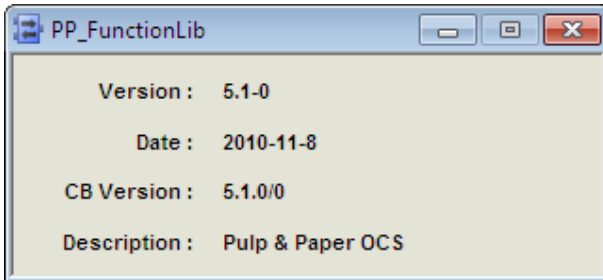 PP_FunctionLib
Version : 5.1-0
Date : 2010-11-8
CB Version : 5.1.0/0
Description : Pulp & Paper OCS